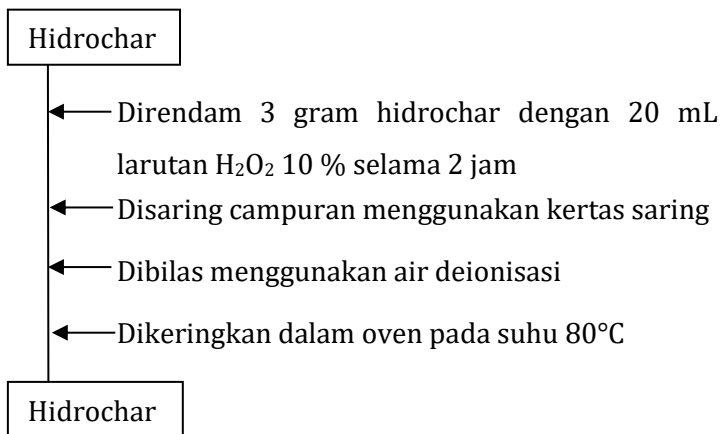 Hidrochar
Direndam 3 gram hidrochar dengan 20 mL
larutan H₂O₂ 10 % selama 2 jam
Disaring campuran menggunakan kertas saring
Dibilas menggunakan air deionisasi
Dikeringkan dalam oven pada suhu 80°C
Hidrochar